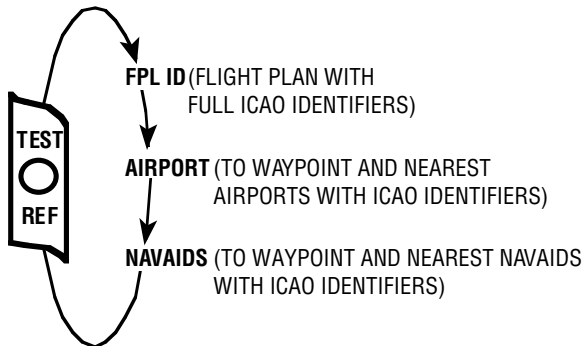 FPL ID (FLIGHT PLAN WITH
FULL ICAO IDENTIFIERS)
TEST
REF
AIRPORT (TO WAYPOINT AND NEAREST
AIRPORTS WITH ICAO IDENTIFIERS)
NAVAIDS (TO WAYPOINT AND NEAREST NAVAIDS
WITH ICAO IDENTIFIERS)